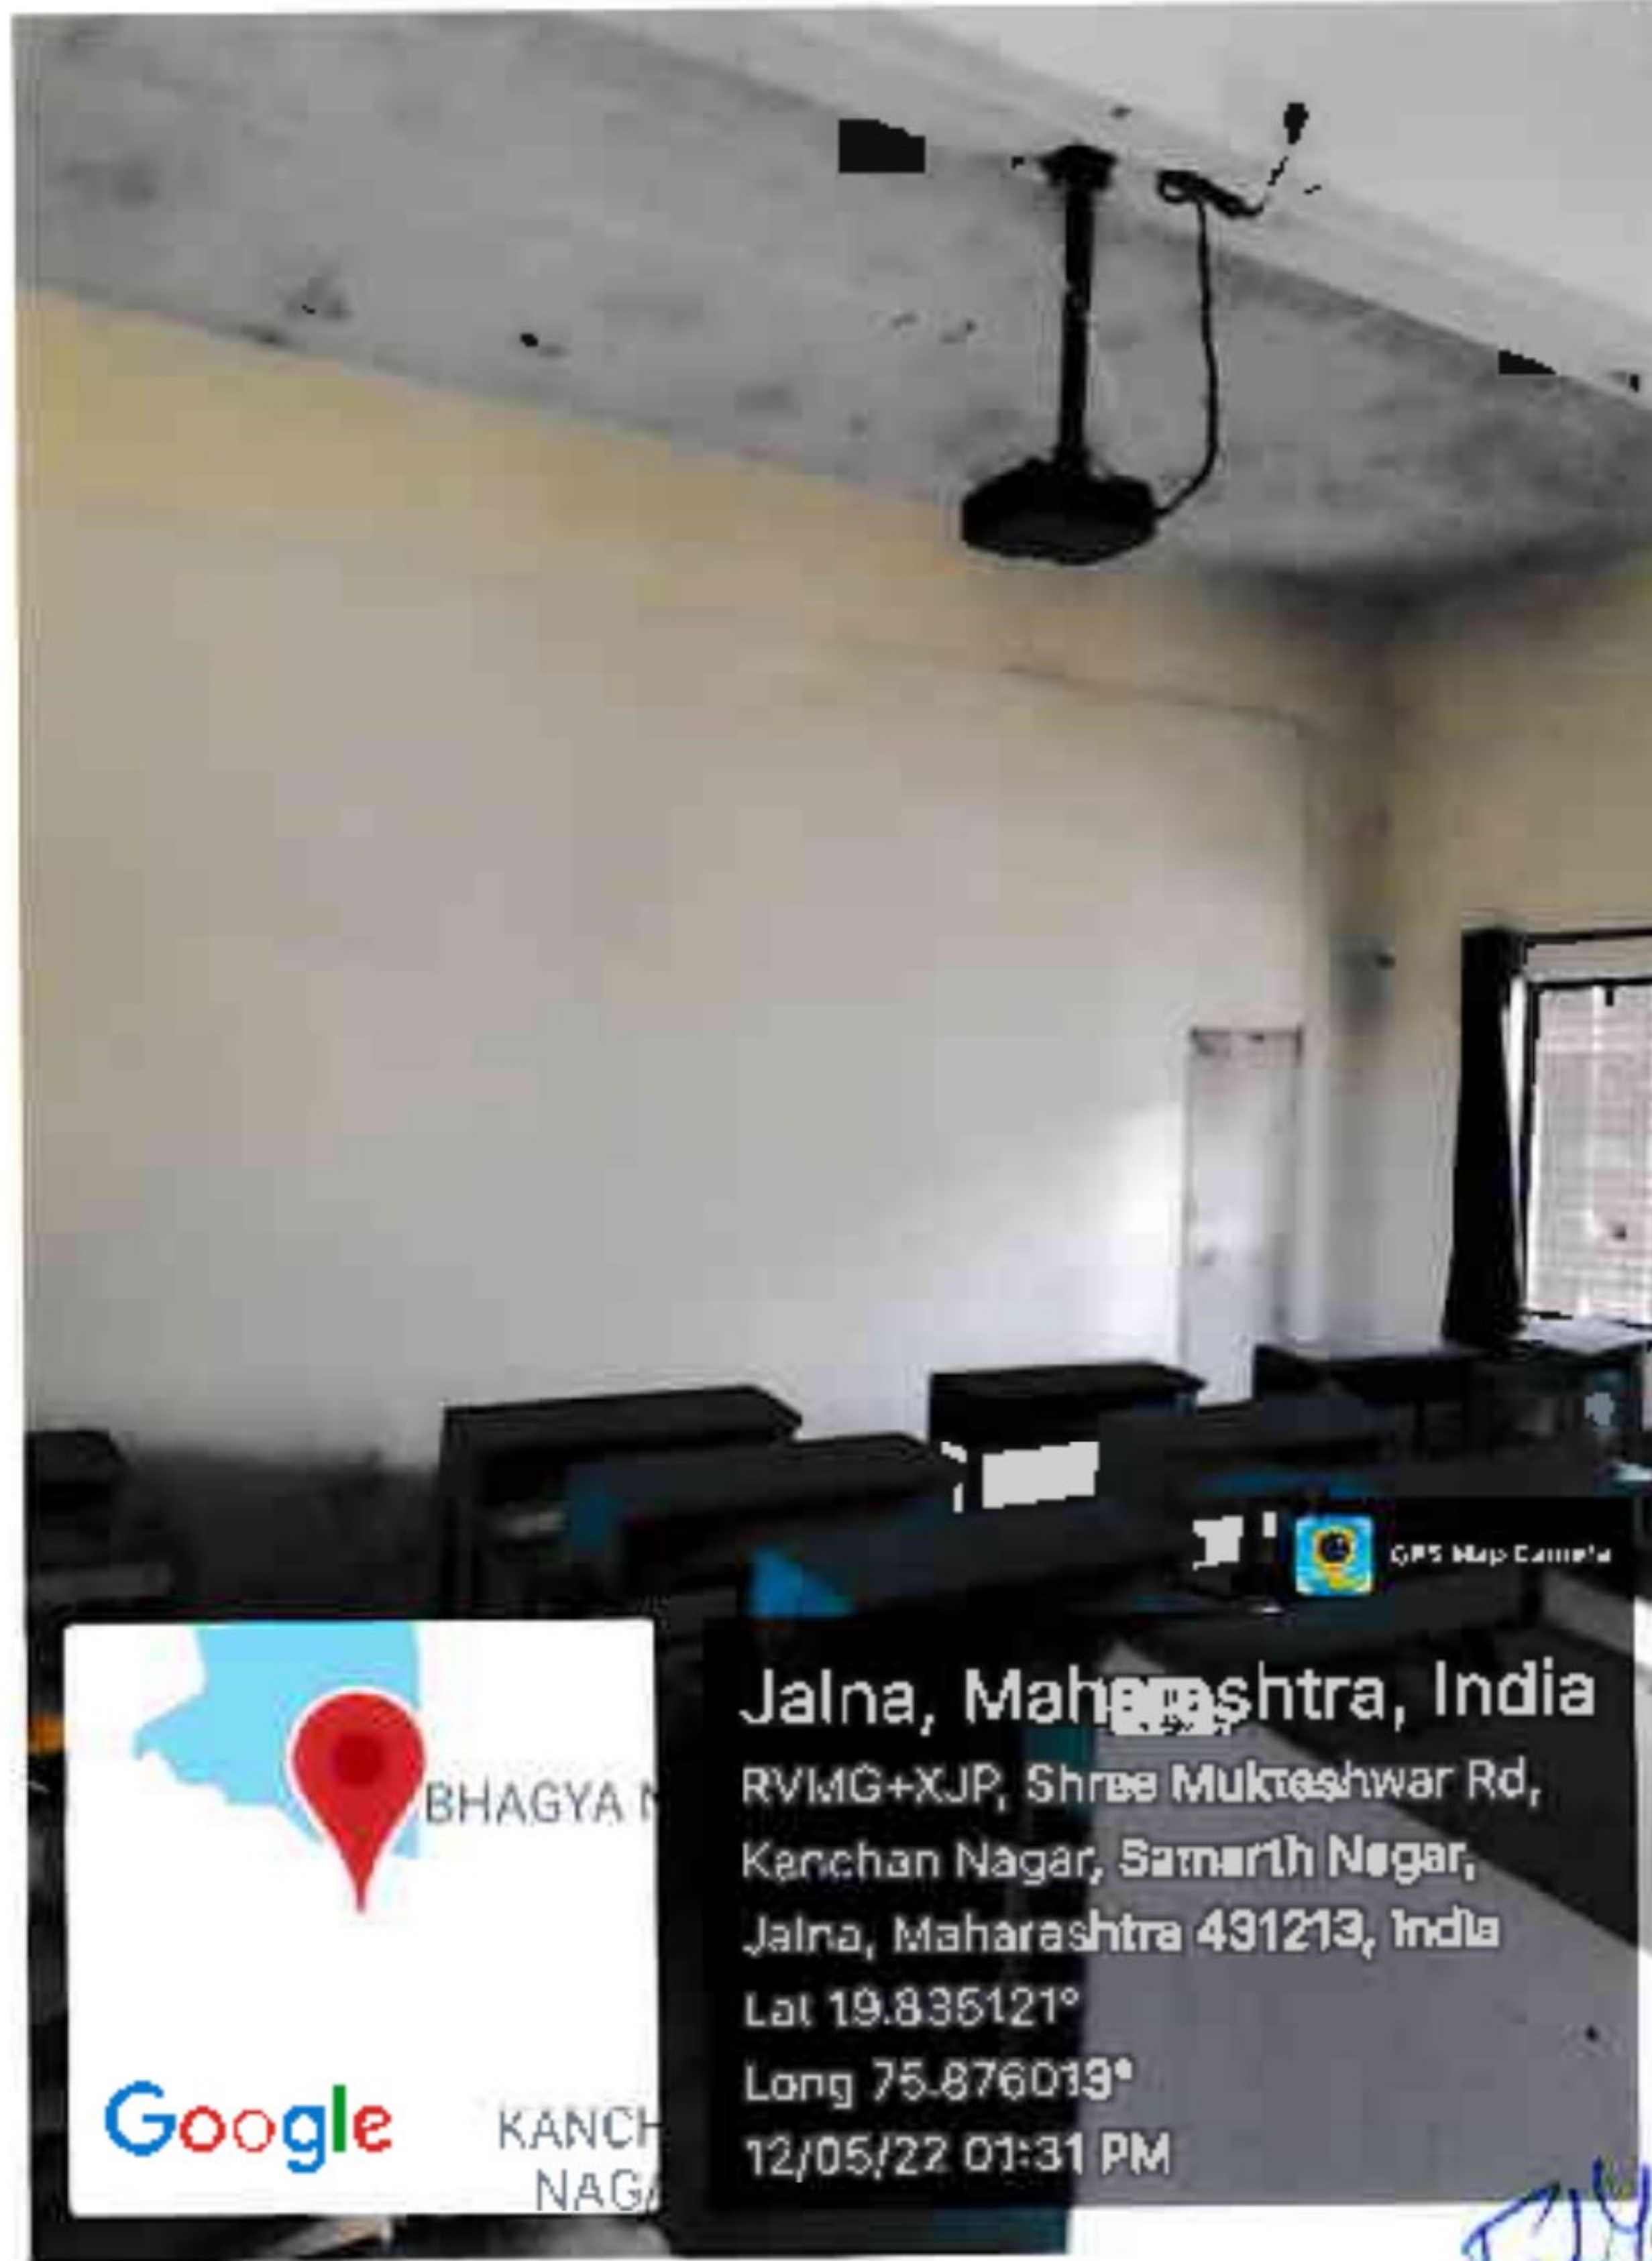 GPS Map Camera
Jalna, Maharashtra, India
RVMG+XJP, Shree Mukteshwar Rd,
Kanchan Nagar, Samarth Nagar,
Jalna, Maharashtra 431213, India
Lat 19.835121°
Long 75.876013°
12/05/22 01:31 PM
BHAGYA N
Google
KANCH
NAGA